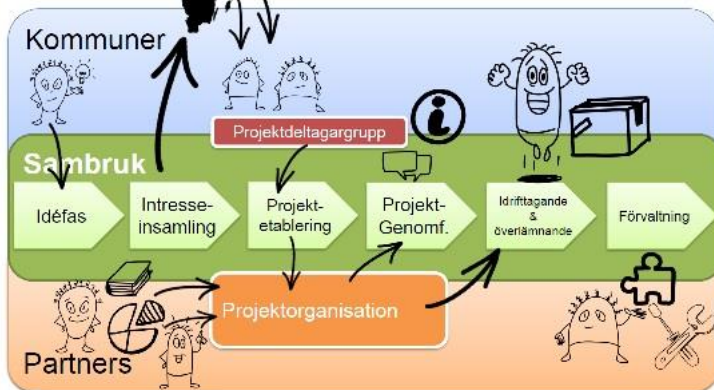 Kommuner
Projektdeltagargrupp
Sambruk
Idéfas
Intresse-
insamling
Projekt-
etablering
Projekt-
Genomf.
Idrifttagande
&
överlämnande
Förvaltning
Projektorganisation
Partners